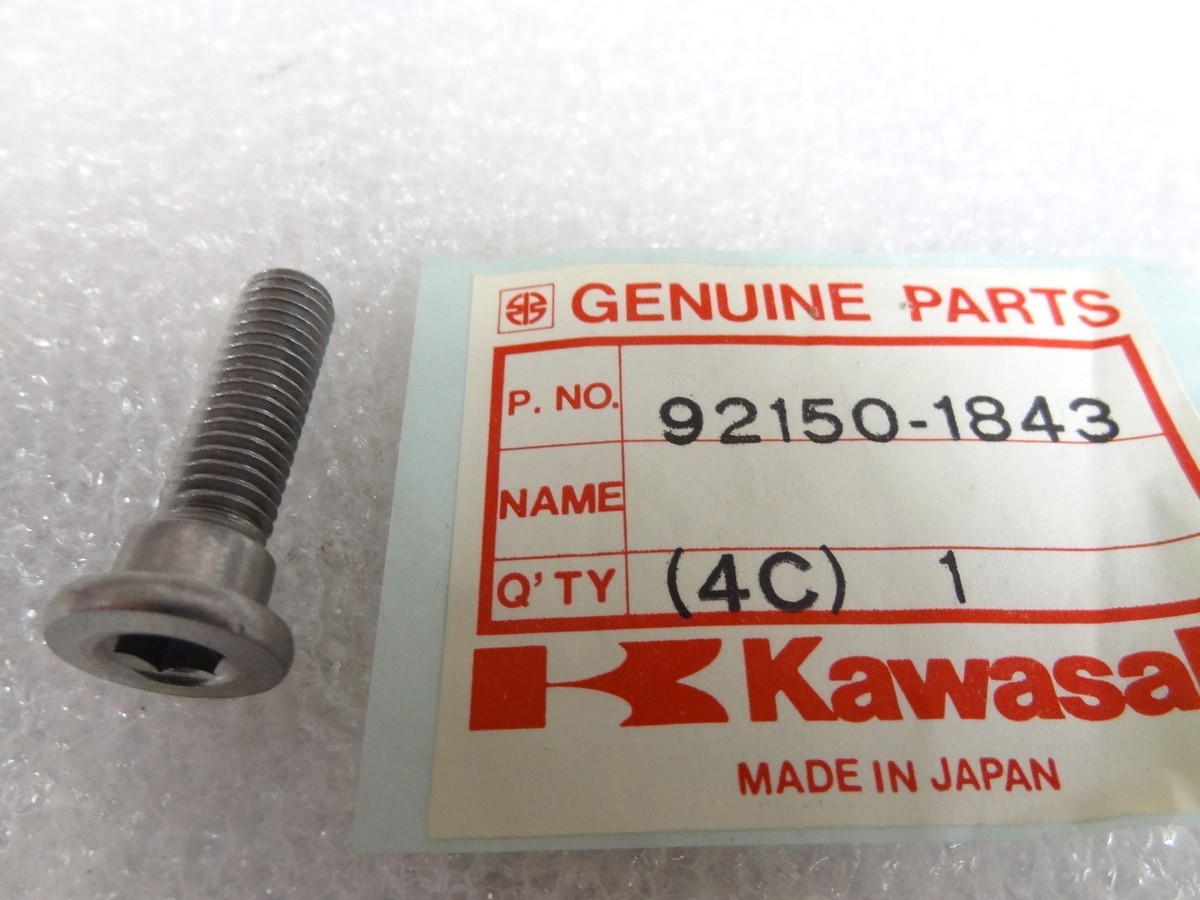 GENUINE PARTS
P. NO. 92150-1843
NAME
Q'TY (4C) 1
Kawasa
MADE IN JAPAN